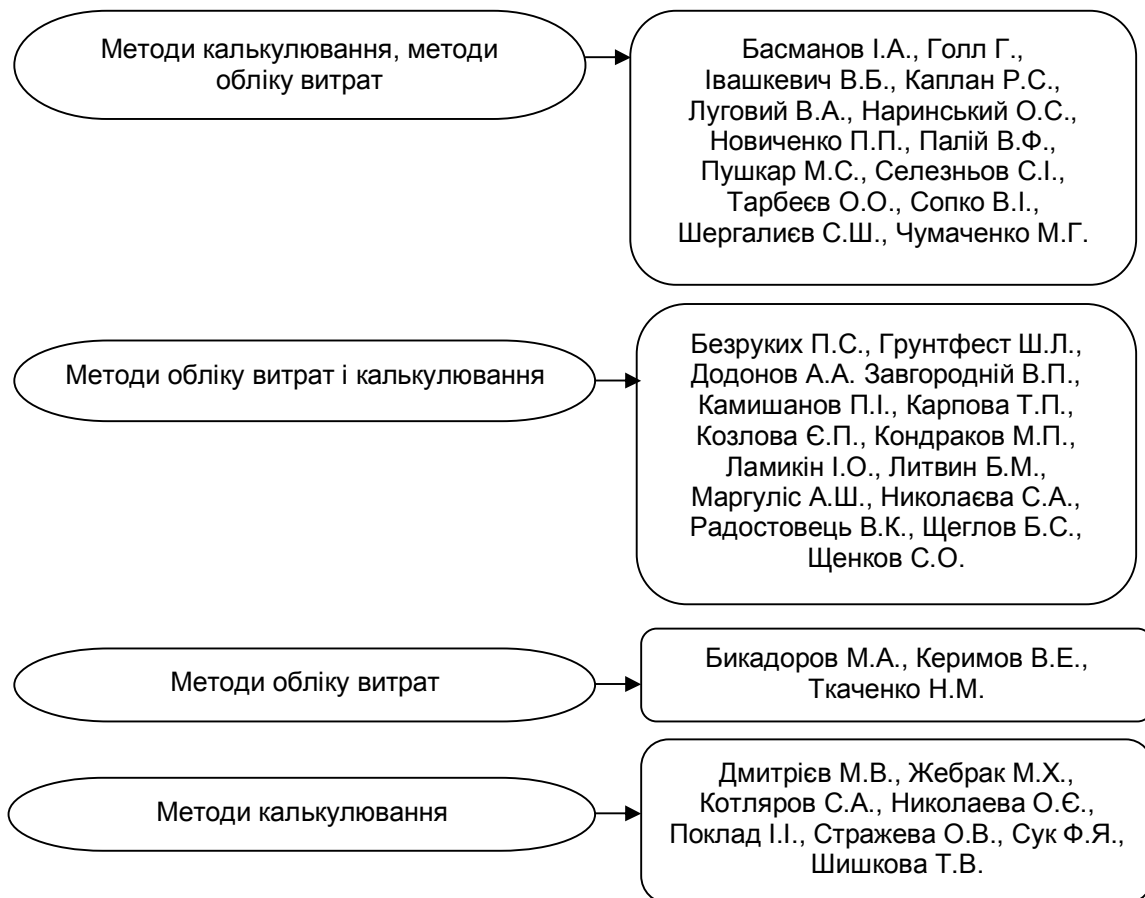 Методи калькулювання, методи
обліку витрат
Басманов І.А., Голл Г.,
Івашкевич В.Б., Каплан Р.С.,
Луговий В.А., Наринський О.С.,
Новиченко П.П., Палій В.Ф.,
Пушкар М.С., Селезньов С.І.,
Тарбеєв О.О., Сопко В.І.,
Шергалиєв С.Ш., Чумаченко М.Г.
Методи обліку витрат і калькулювання
Безруких П.С., Грунтфест Ш.Л.,
Додонов А.А. Завгородній В.П.,
Камишанов П.І., Карпова Т.П.,
Козлова Є.П., Кондраков М.П.,
Ламикін І.О., Литвин Б.М.,
Маргуліс А.Ш., Николаєва С.А.,
Радостовець В.К., Щеглов Б.С.,
Щенков С.О.
Методи обліку витрат
Бикадоров М.А., Керимов В.Е.,
Ткаченко Н.М.
Методи калькулювання
Дмитрієв М.В., Жебрак М.Х.,
Котляров С.А., Николаева О.Є.,
Поклад І.І., Стражева О.В., Сук Ф.Я.,
Шишкова Т.В.